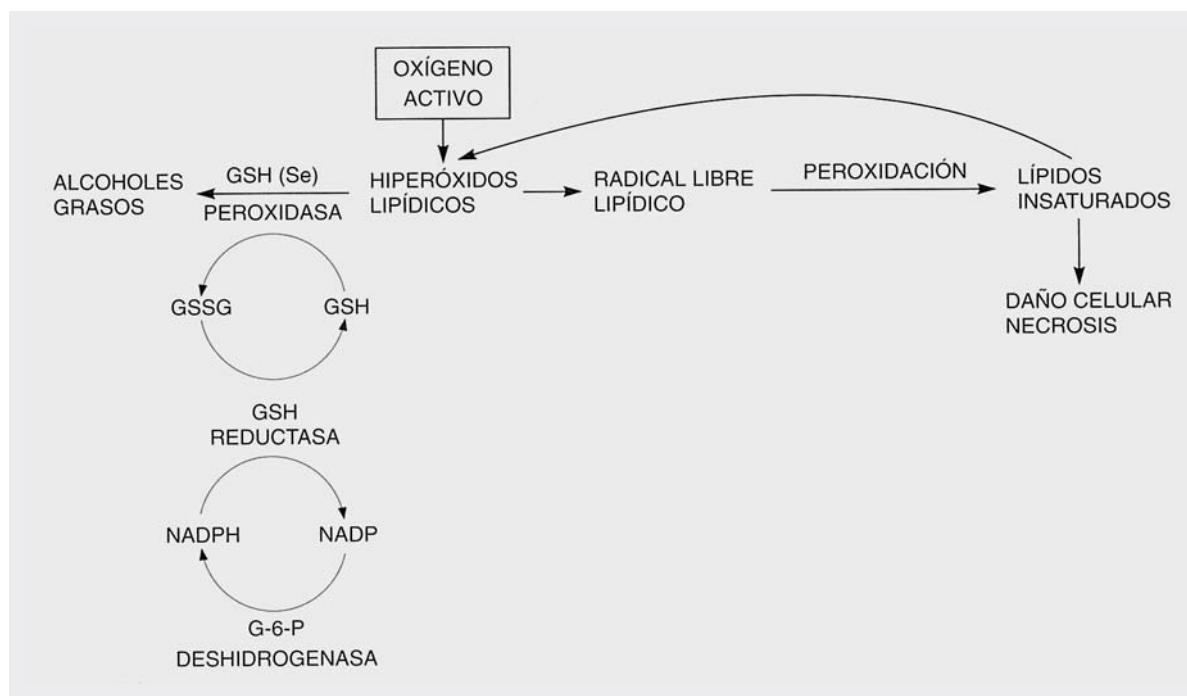 OXÍGENO
ACTIVO
ALCOHOLES
GRASOS
GSH (Se)
PEROXIDASA
HIPERÓXIDOS
LIPÍDICOS
RADICAL LIBRE
LIPÍDICO
PEROXIDACIÓN
LÍPIDOS
INSATURADOS
GSSG
GSH
DAÑO CELULAR
NECROSIS
GSH
REDUCTASA
NADPH
NADP
G-6-P
DESHIDROGENASA